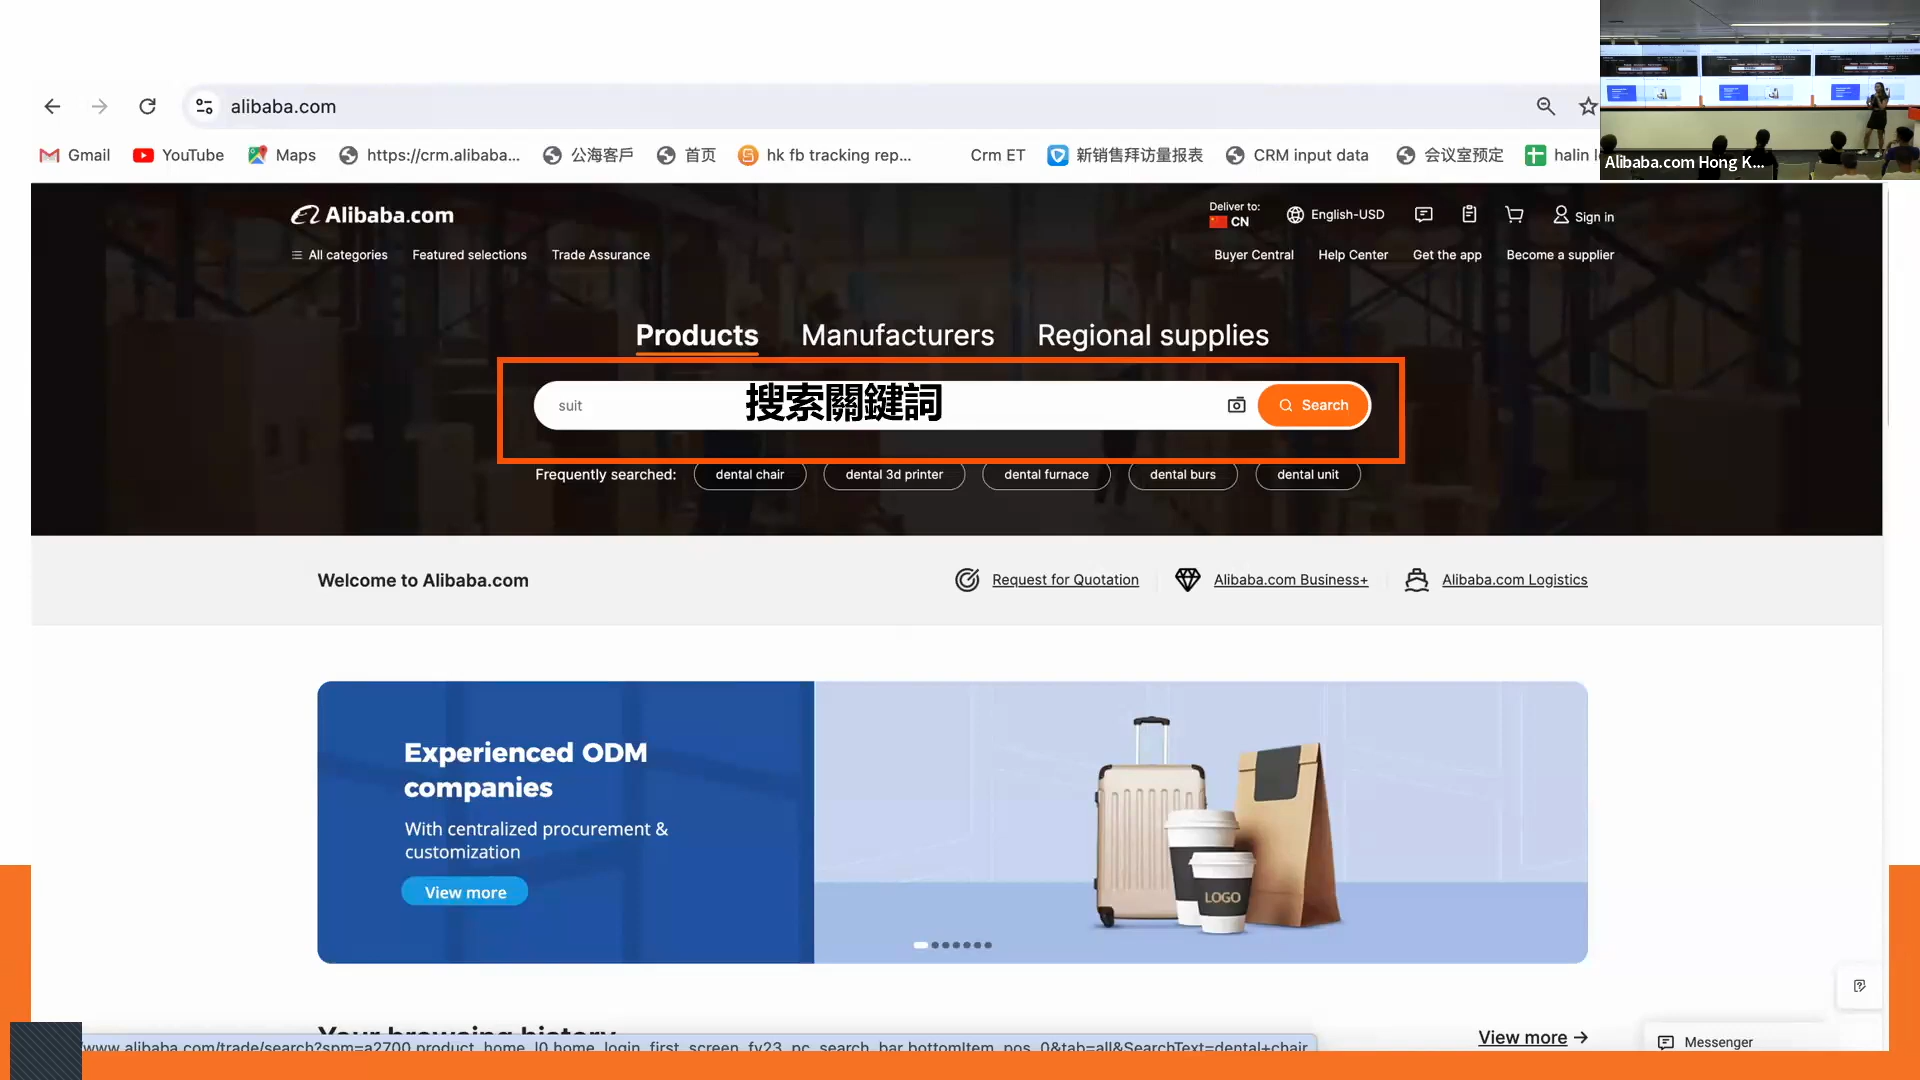 alibaba.com
Gmail YouTube Maps https://crm.alibaba... 公海客戶 首页 hk fb tracking rep... Crm ET 新销售拜访量报表 CRM input data 会议室预定 halin
Alibaba.com Hong K...
Alibaba.com
Deliver to:
CN
English-USD
Sign in
All categories Featured selections Trade Assurance
Buyer Central Help Center Get the app Become a supplier
Products Manufacturers Regional supplies
suit
搜索關鍵詞
Search
Frequently searched: dental chair dental 3d printer dental furnace dental burs dental unit
Welcome to Alibaba.com
Request for Quotation Alibaba.com Business+ Alibaba.com Logistics
Experienced ODM
companies
With centralized procurement &
customization
View more
LOGO
Your browsing history
View more
/www.alibaba.com/trade/search?spm=a2700.product_home_l0.home_login_first_screen_fy23_pc_search_bar.bottomItem_pos_0&tab=all&SearchText=dental+chair
Messenger